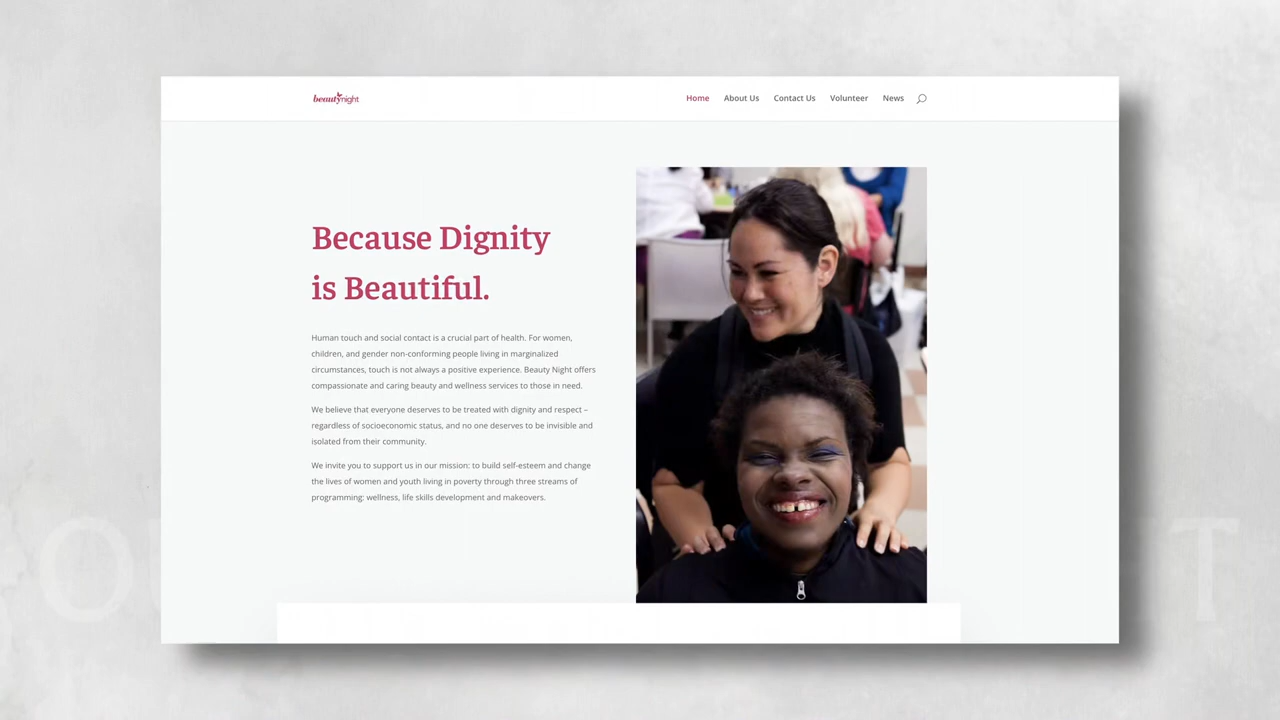 beautynight
Home About Us Contact Us Volunteer News
Because Dignity
is Beautiful.
Human touch and social contact is a crucial part of health. For women,
children, and gender non-conforming people living in marginalized
circumstances, touch is not always a positive experience. Beauty Night offers
compassionate and caring beauty and wellness services to those in need.
We believe that everyone deserves to be treated with dignity and respect –
regardless of socioeconomic status, and no one deserves to be invisible and
isolated from their community.
We invite you to support us in our mission: to build self-esteem and change
the lives of women and youth living in poverty through three streams of
programming: wellness, life skills development and makeovers.